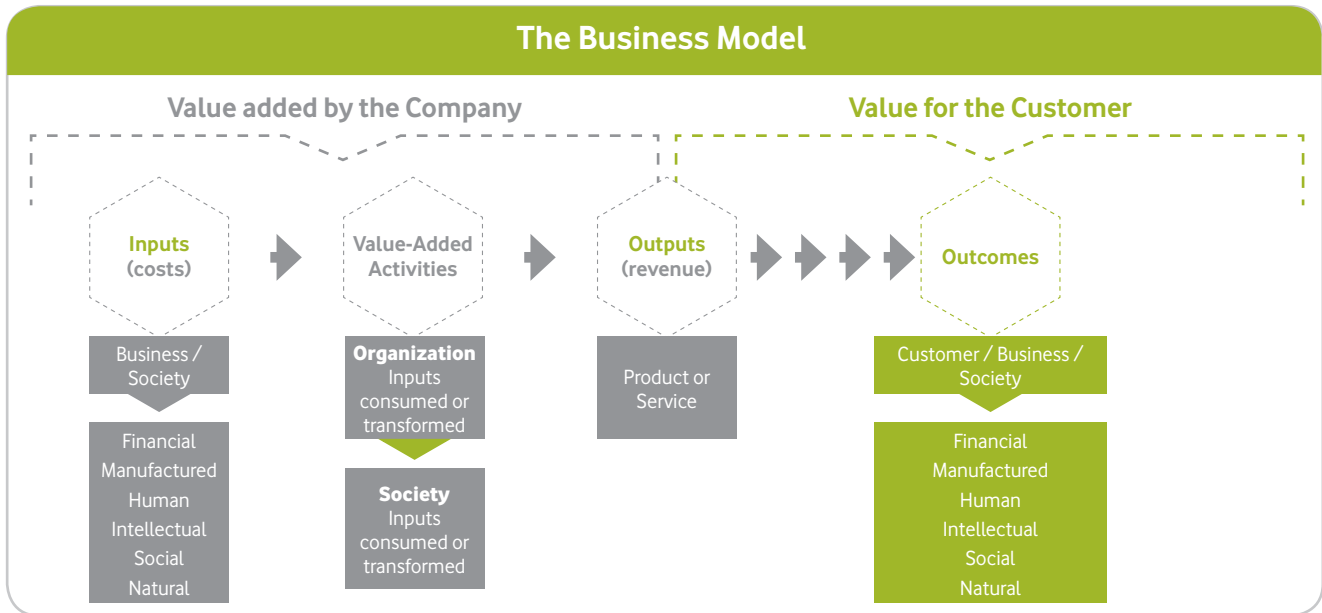 The Business Model
Value added by the Company
Value for the Customer
Inputs
(costs)
Value-Added
Activities
Outputs
(revenue)
Outcomes
Business /
Society
Financial
Manufactured
Human
Intellectual
Social
Natural
Organization
Inputs
consumed or
transformed
Society
Inputs
consumed or
transformed
Product or
Service
Customer / Business /
Society
Financial
Manufactured
Human
Intellectual
Social
Natural